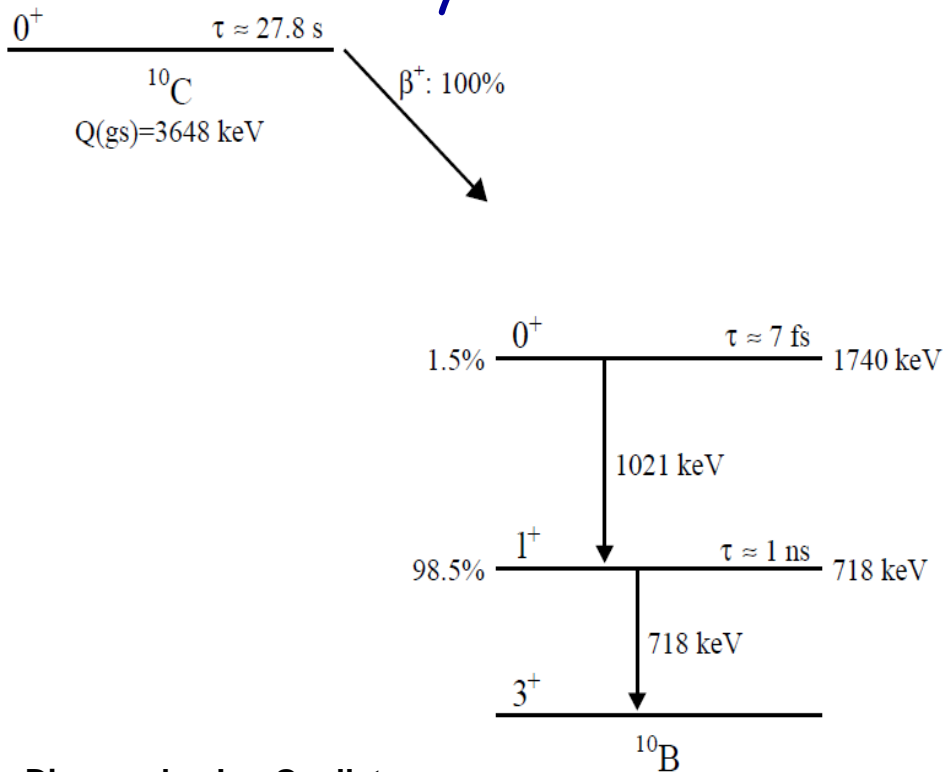 0⁺ τ ≈ 27.8 s
¹⁰C
β⁺: 100%
Q(gs)=3648 keV
0⁺ τ ≈ 7 fs
1.5% 1740 keV
1021 keV
1⁺ τ ≈ 1 ns
98.5% 718 keV
718 keV
3⁺
¹⁰B